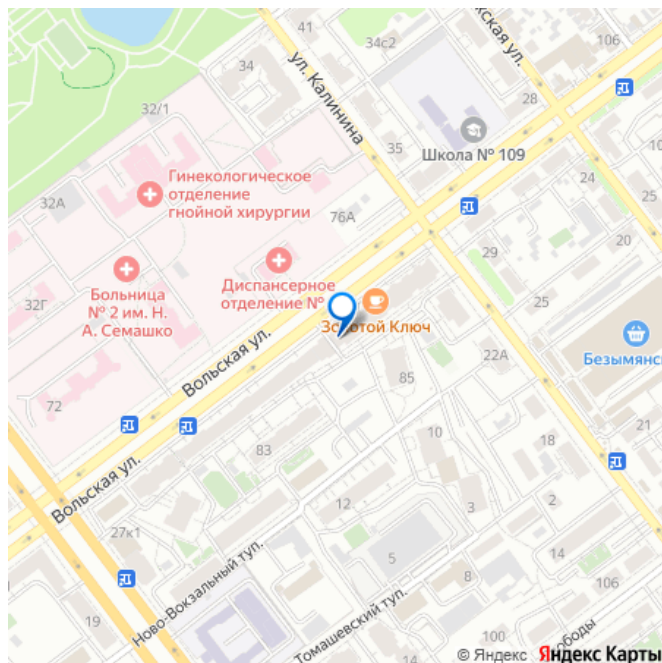 34с2
106
34
ул. Калинина
ская ул.
32/1
28
35
Школа № 109
Гинекологическое
отделение
гнойной хирургии
24
32А
76А
20
29
Больница
№ 2 им. Н.
А. Семашко
Диспансерное
отделение №
32Г
25
Золотой Ключ
Вольская ул.
22А
Безымянс
72
85
21
10
83
18
Вольская ул.
12
3
2
27к1
5
14
8
106
Ново-Вокзальный туп.
19
Томашевский туп.
100
ободы
© Яндекс Яндекс Карты